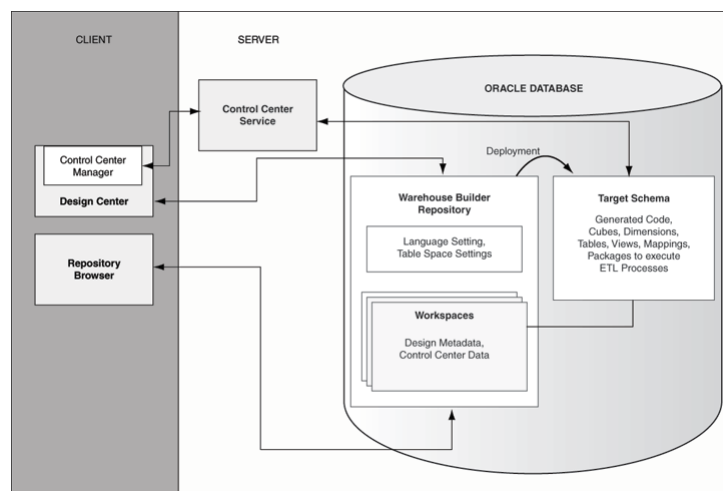 CLIENT
SERVER
ORACLE DATABASE
Control Center
Service
Deployment
Control Center
Manager
Design Center
Warehouse Builder
Repository
Language Setting,
Table Space Settings
Target Schema
Generated Code,
Cubes, Dimensions,
Tables, Views, Mappings,
Packages to execute
ETL Processes
Repository
Browser
Workspaces
Design Metadata,
Control Center Data